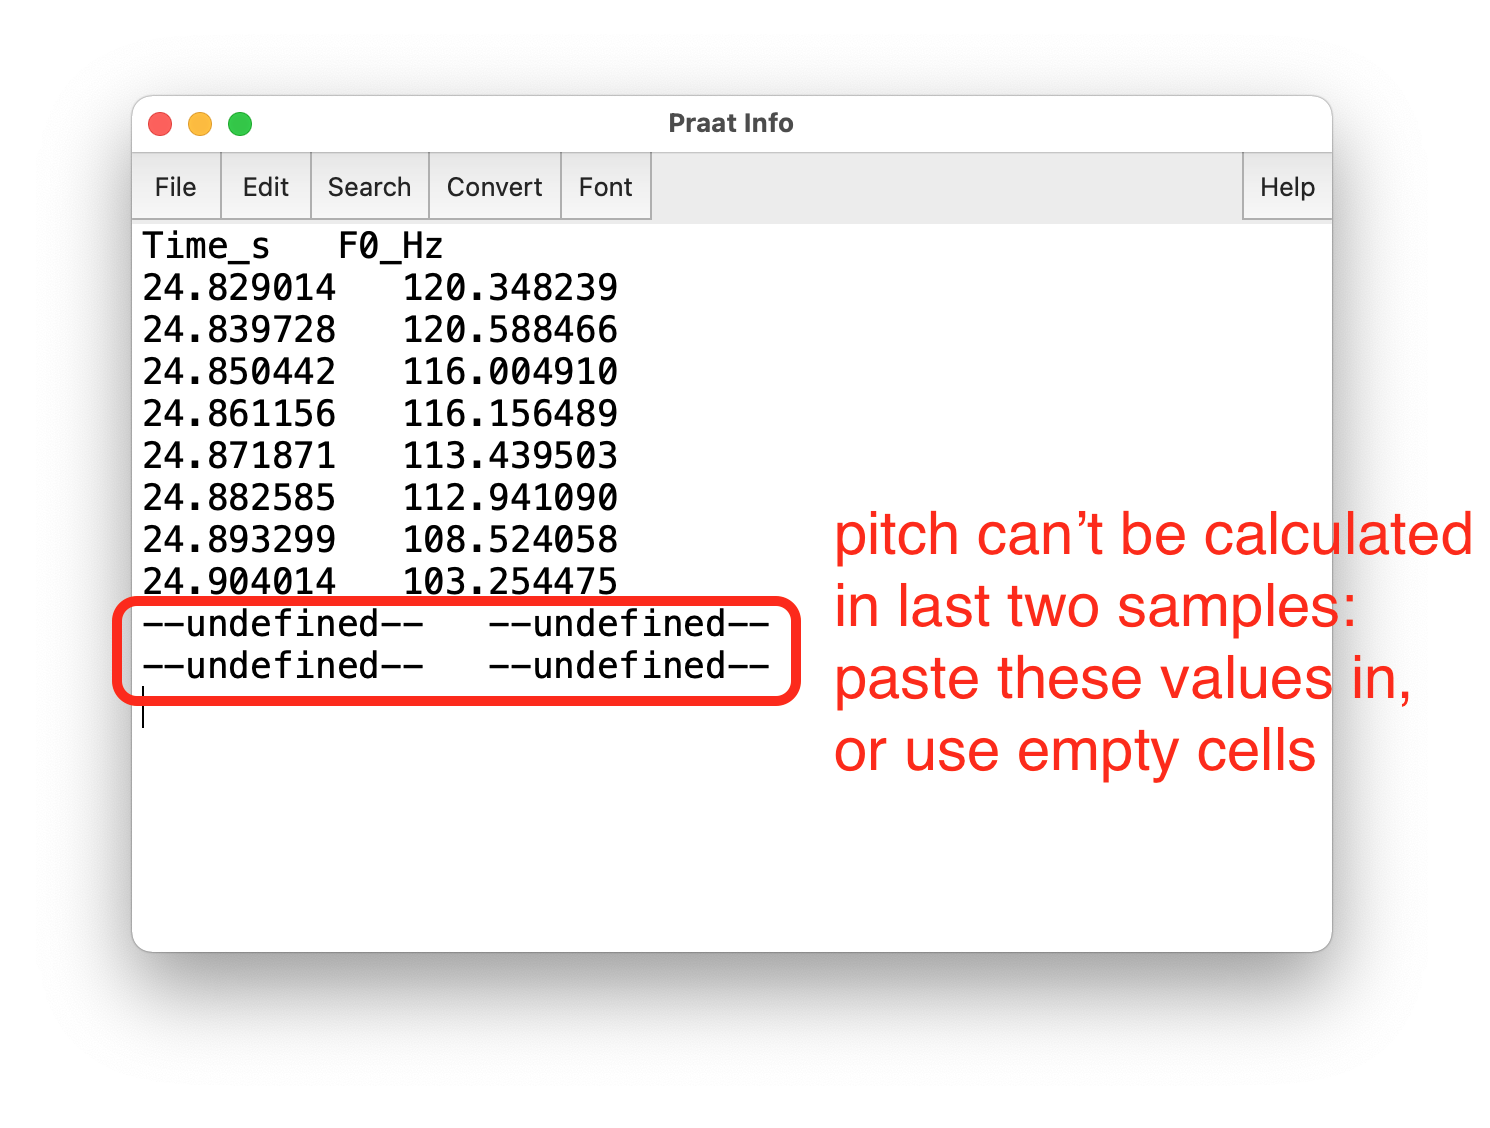 Praat Info
File Edit Search Convert Font Help
Time_s F0_Hz
24.829014 120.348239
24.839728 120.588466
24.850442 116.004910
24.861156 116.156489
24.871871 113.439503
24.882585 112.941090
24.893299 108.524058
24.904014 103.254475
--undefined-- --undefined--
--undefined-- --undefined--
pitch can’t be calculated
in last two samples:
paste these values in,
or use empty cells